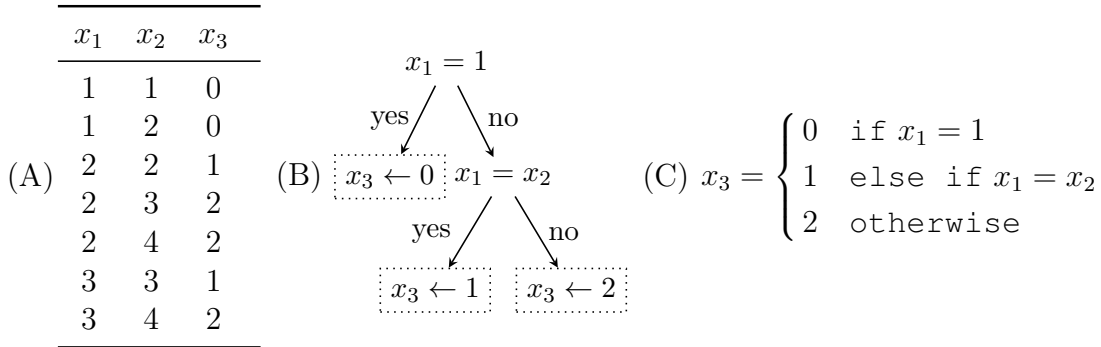 (A)
x₁ x₂ x₃
1 1 0
1 2 0
2 2 1
2 3 2
2 4 2
3 3 1
3 4 2
(B)
x₁ = 1
yes no
x₃ ← 0 x₁ = x₂
yes no
x₃ ← 1 x₃ ← 2
(C) x₃ = {
0 if x₁ = 1
1 else if x₁ = x₂
2 otherwise